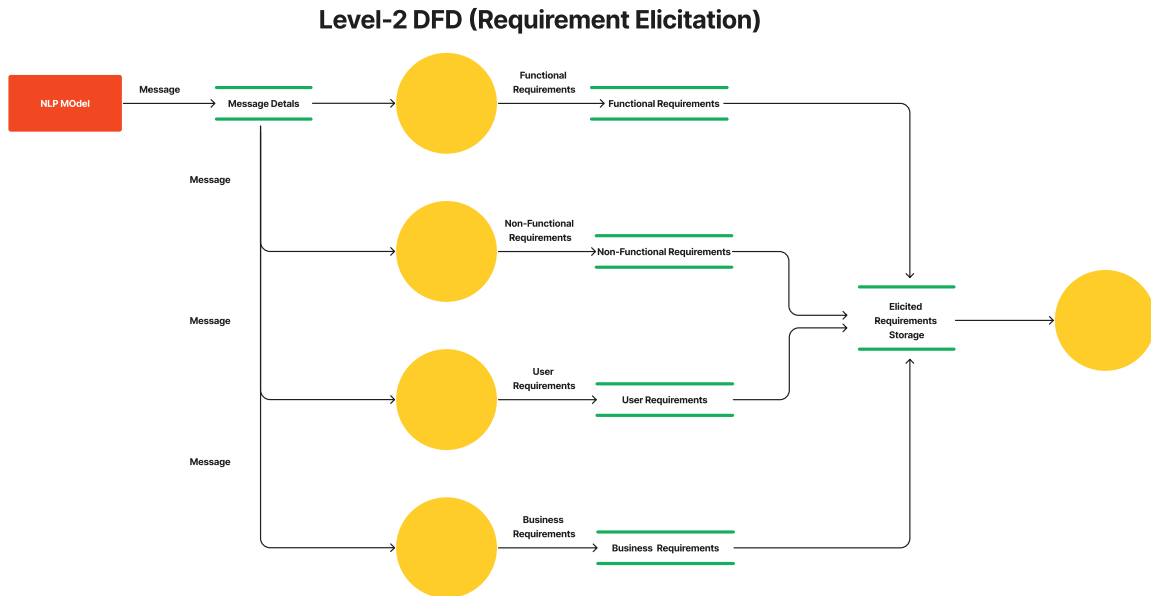 Level-2 DFD (Requirement Elicitation)
NLP MOdel
Message
Message Detals
Functional
Requirements
Functional Requirements
Message
Non-Functional
Requirements
Non-Functional Requirements
Message
Elicited
Requirements
Storage
User
Requirements
User Requirements
Message
Business
Requirements
Business Requirements